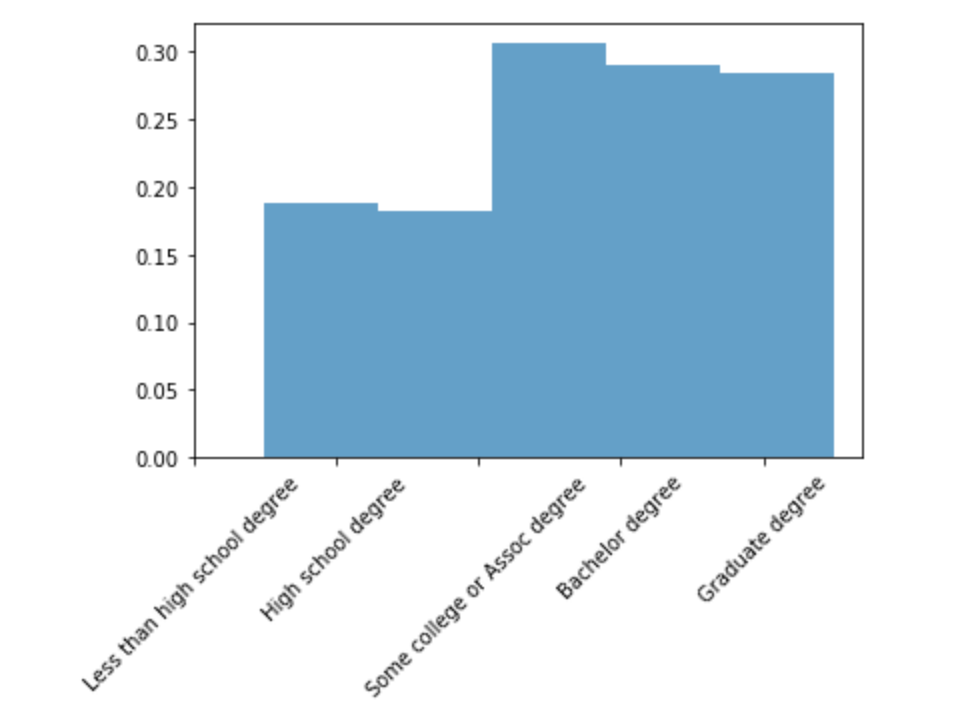 0.30
0.25
0.20
0.15
0.10
0.05
0.00
Less than high school degree
High school degree
Some college or Assoc degree
Bachelor degree
Graduate degree